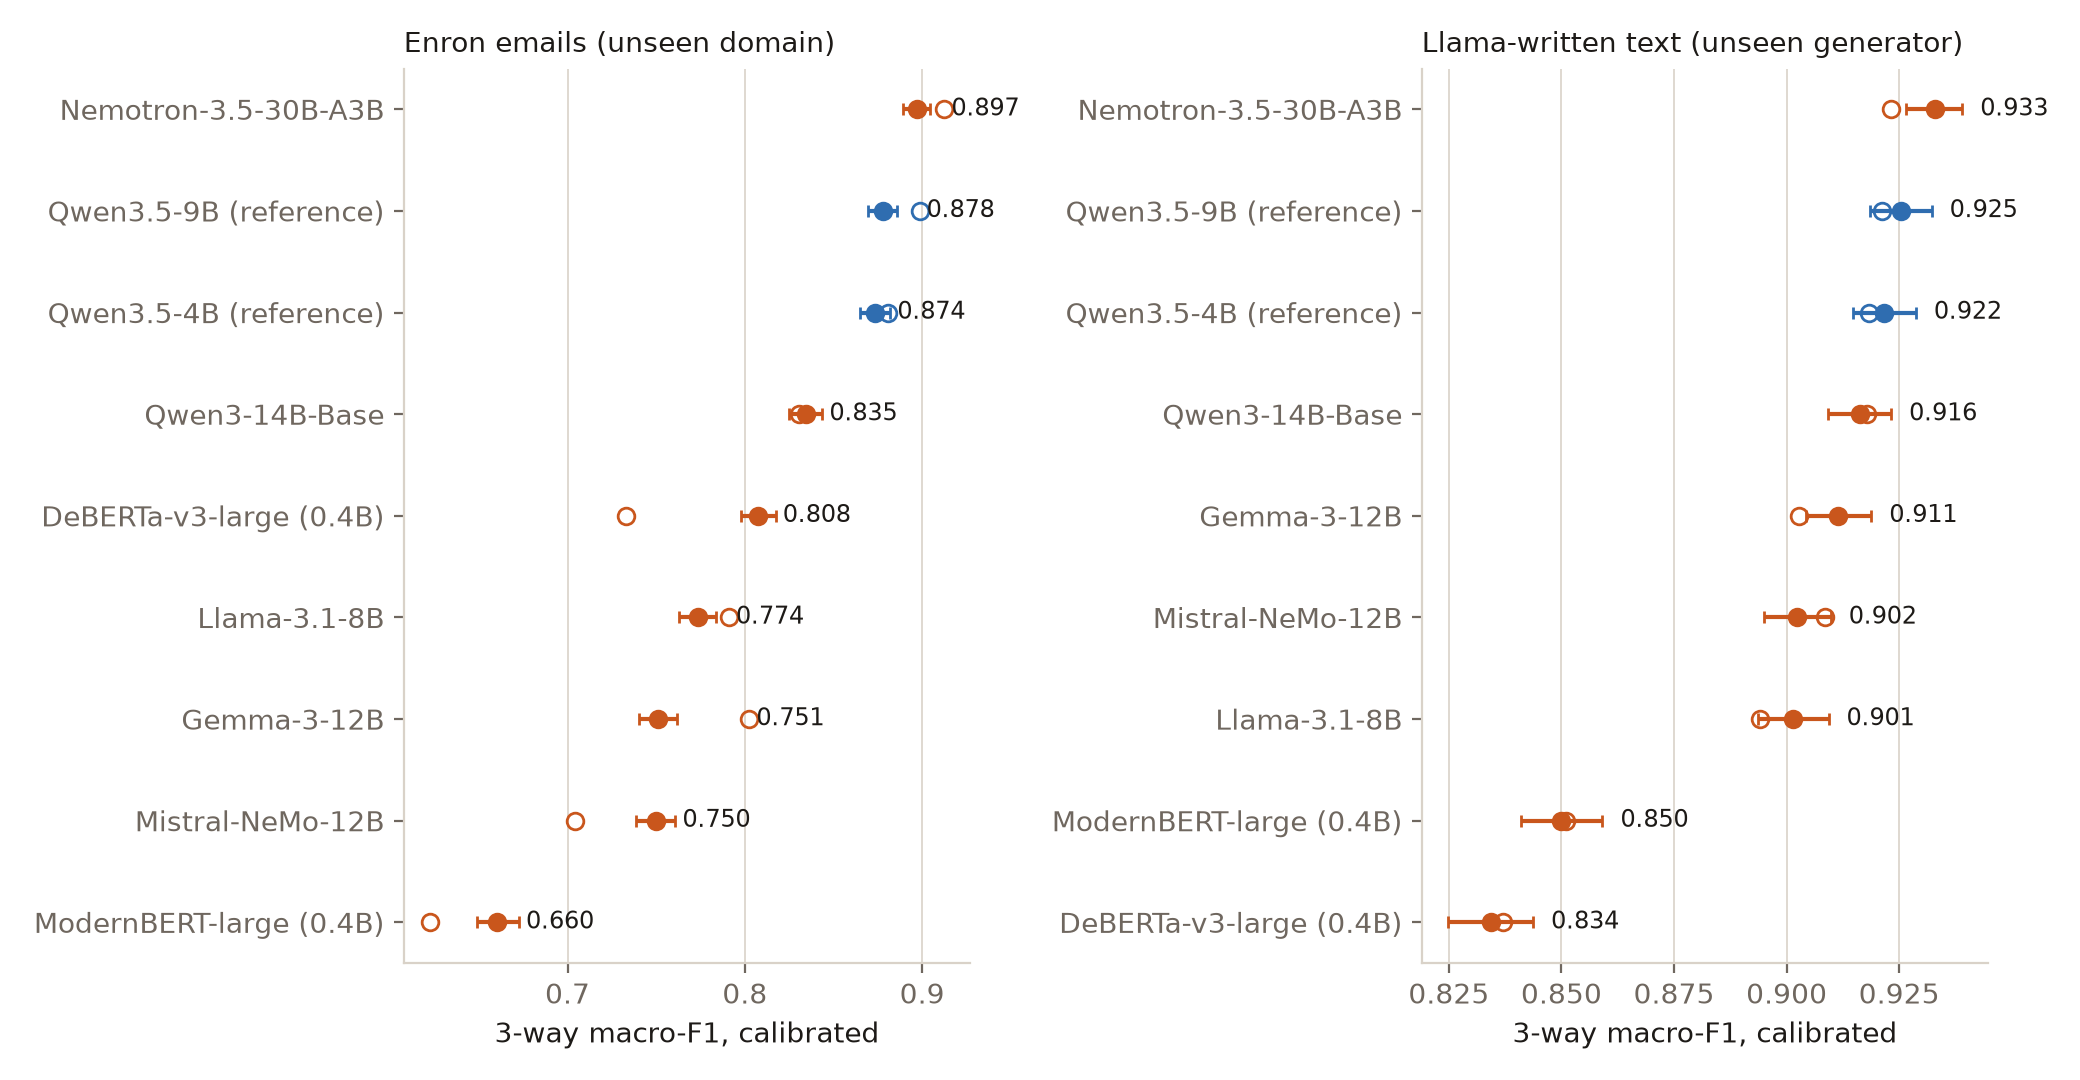 Enron emails (unseen domain)
Nemotron-3.5-30B-A3B
0.897
Qwen3.5-9B (reference)
0.878
Qwen3.5-4B (reference)
0.874
Qwen3-14B-Base
0.835
DeBERTa-v3-large (0.4B)
0.808
Llama-3.1-8B
0.774
Gemma-3-12B
0.751
Mistral-NeMo-12B
0.750
ModernBERT-large (0.4B)
0.660
0.7 0.8 0.9
3-way macro-F1, calibrated
Llama-written text (unseen generator)
Nemotron-3.5-30B-A3B
0.933
Qwen3.5-9B (reference)
0.925
Qwen3.5-4B (reference)
0.922
Qwen3-14B-Base
0.916
Gemma-3-12B
0.911
Mistral-NeMo-12B
0.902
Llama-3.1-8B
0.901
ModernBERT-large (0.4B)
0.850
DeBERTa-v3-large (0.4B)
0.834
0.825 0.850 0.875 0.900 0.925
3-way macro-F1, calibrated